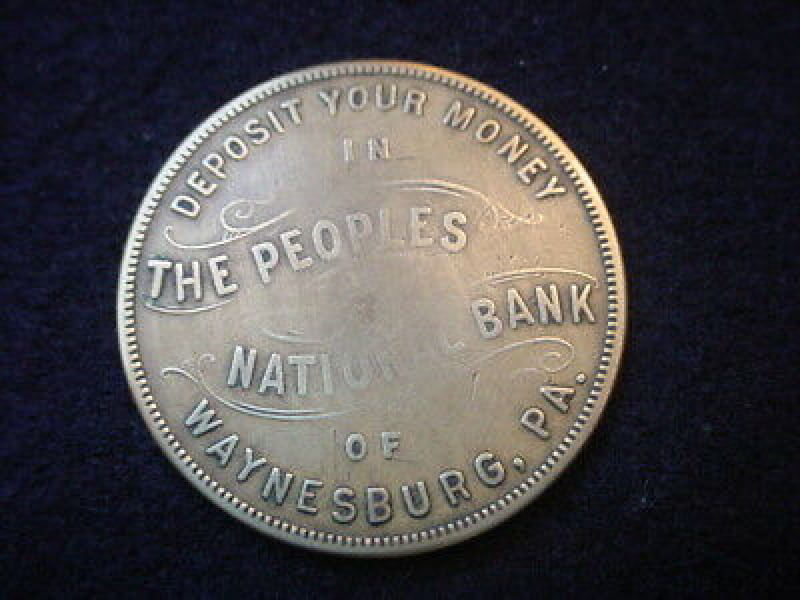 DEPOSIT YOUR MONEY
IN
THE PEOPLES
NATIONAL BANK
OF
WAYNESBURG, PA.